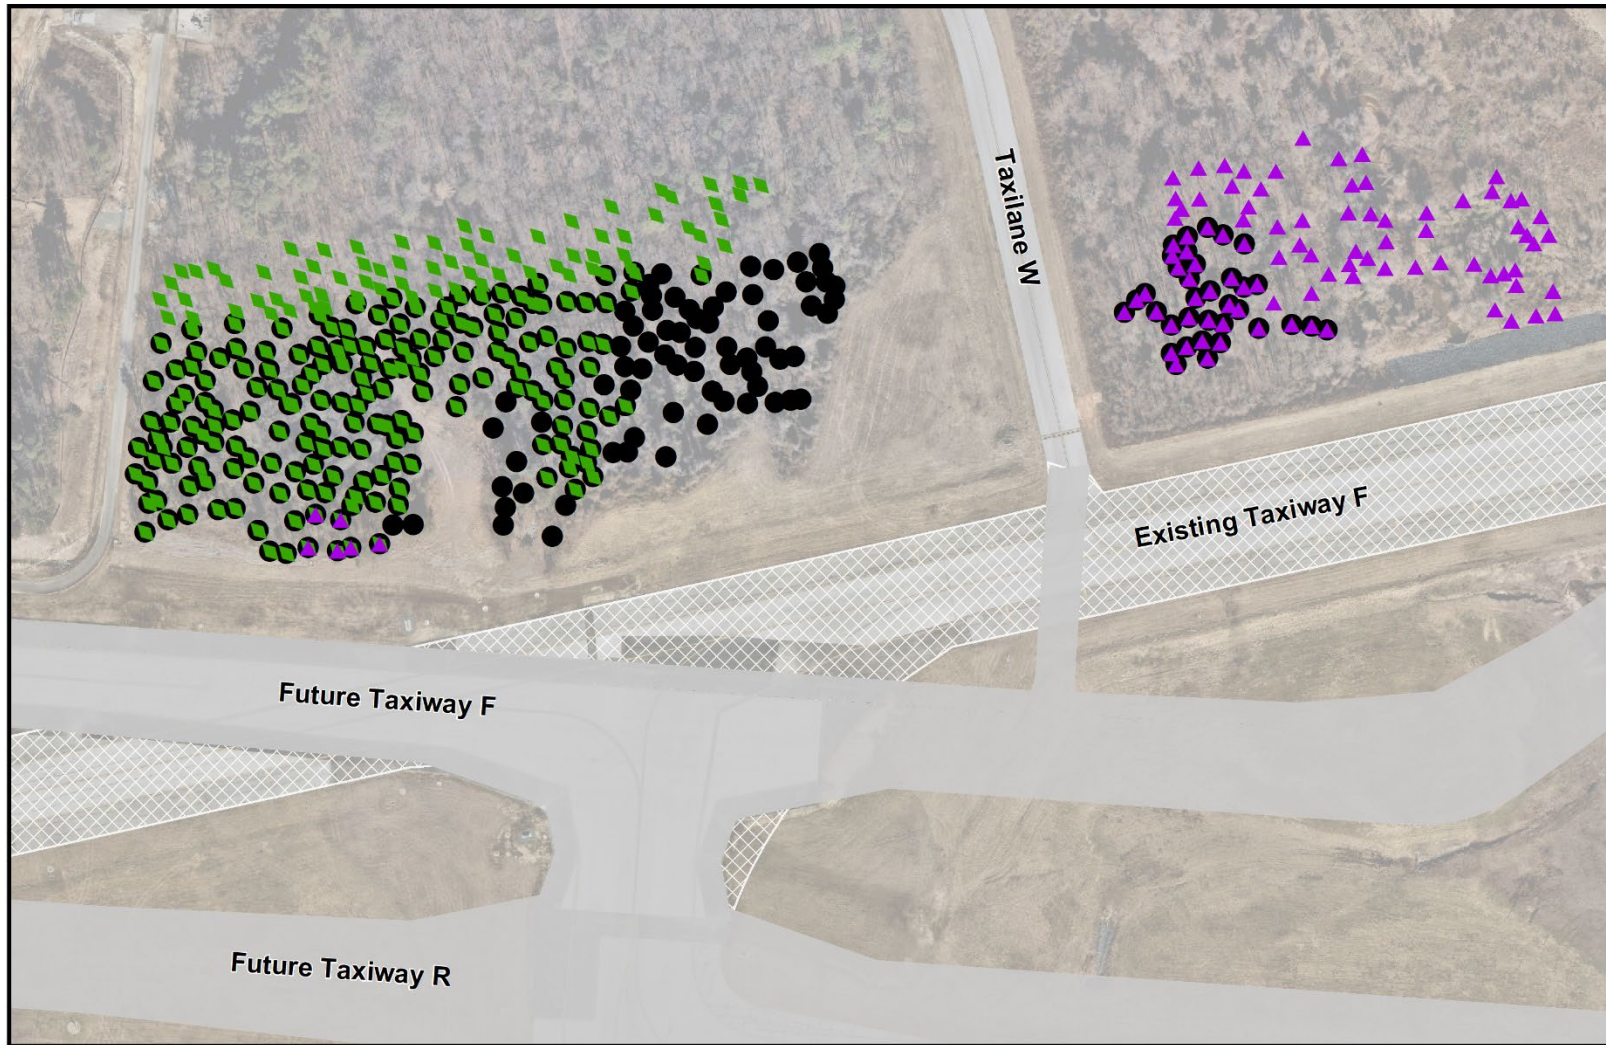 Taxilane W
Existing Taxiway F
Future Taxiway F
Future Taxiway R